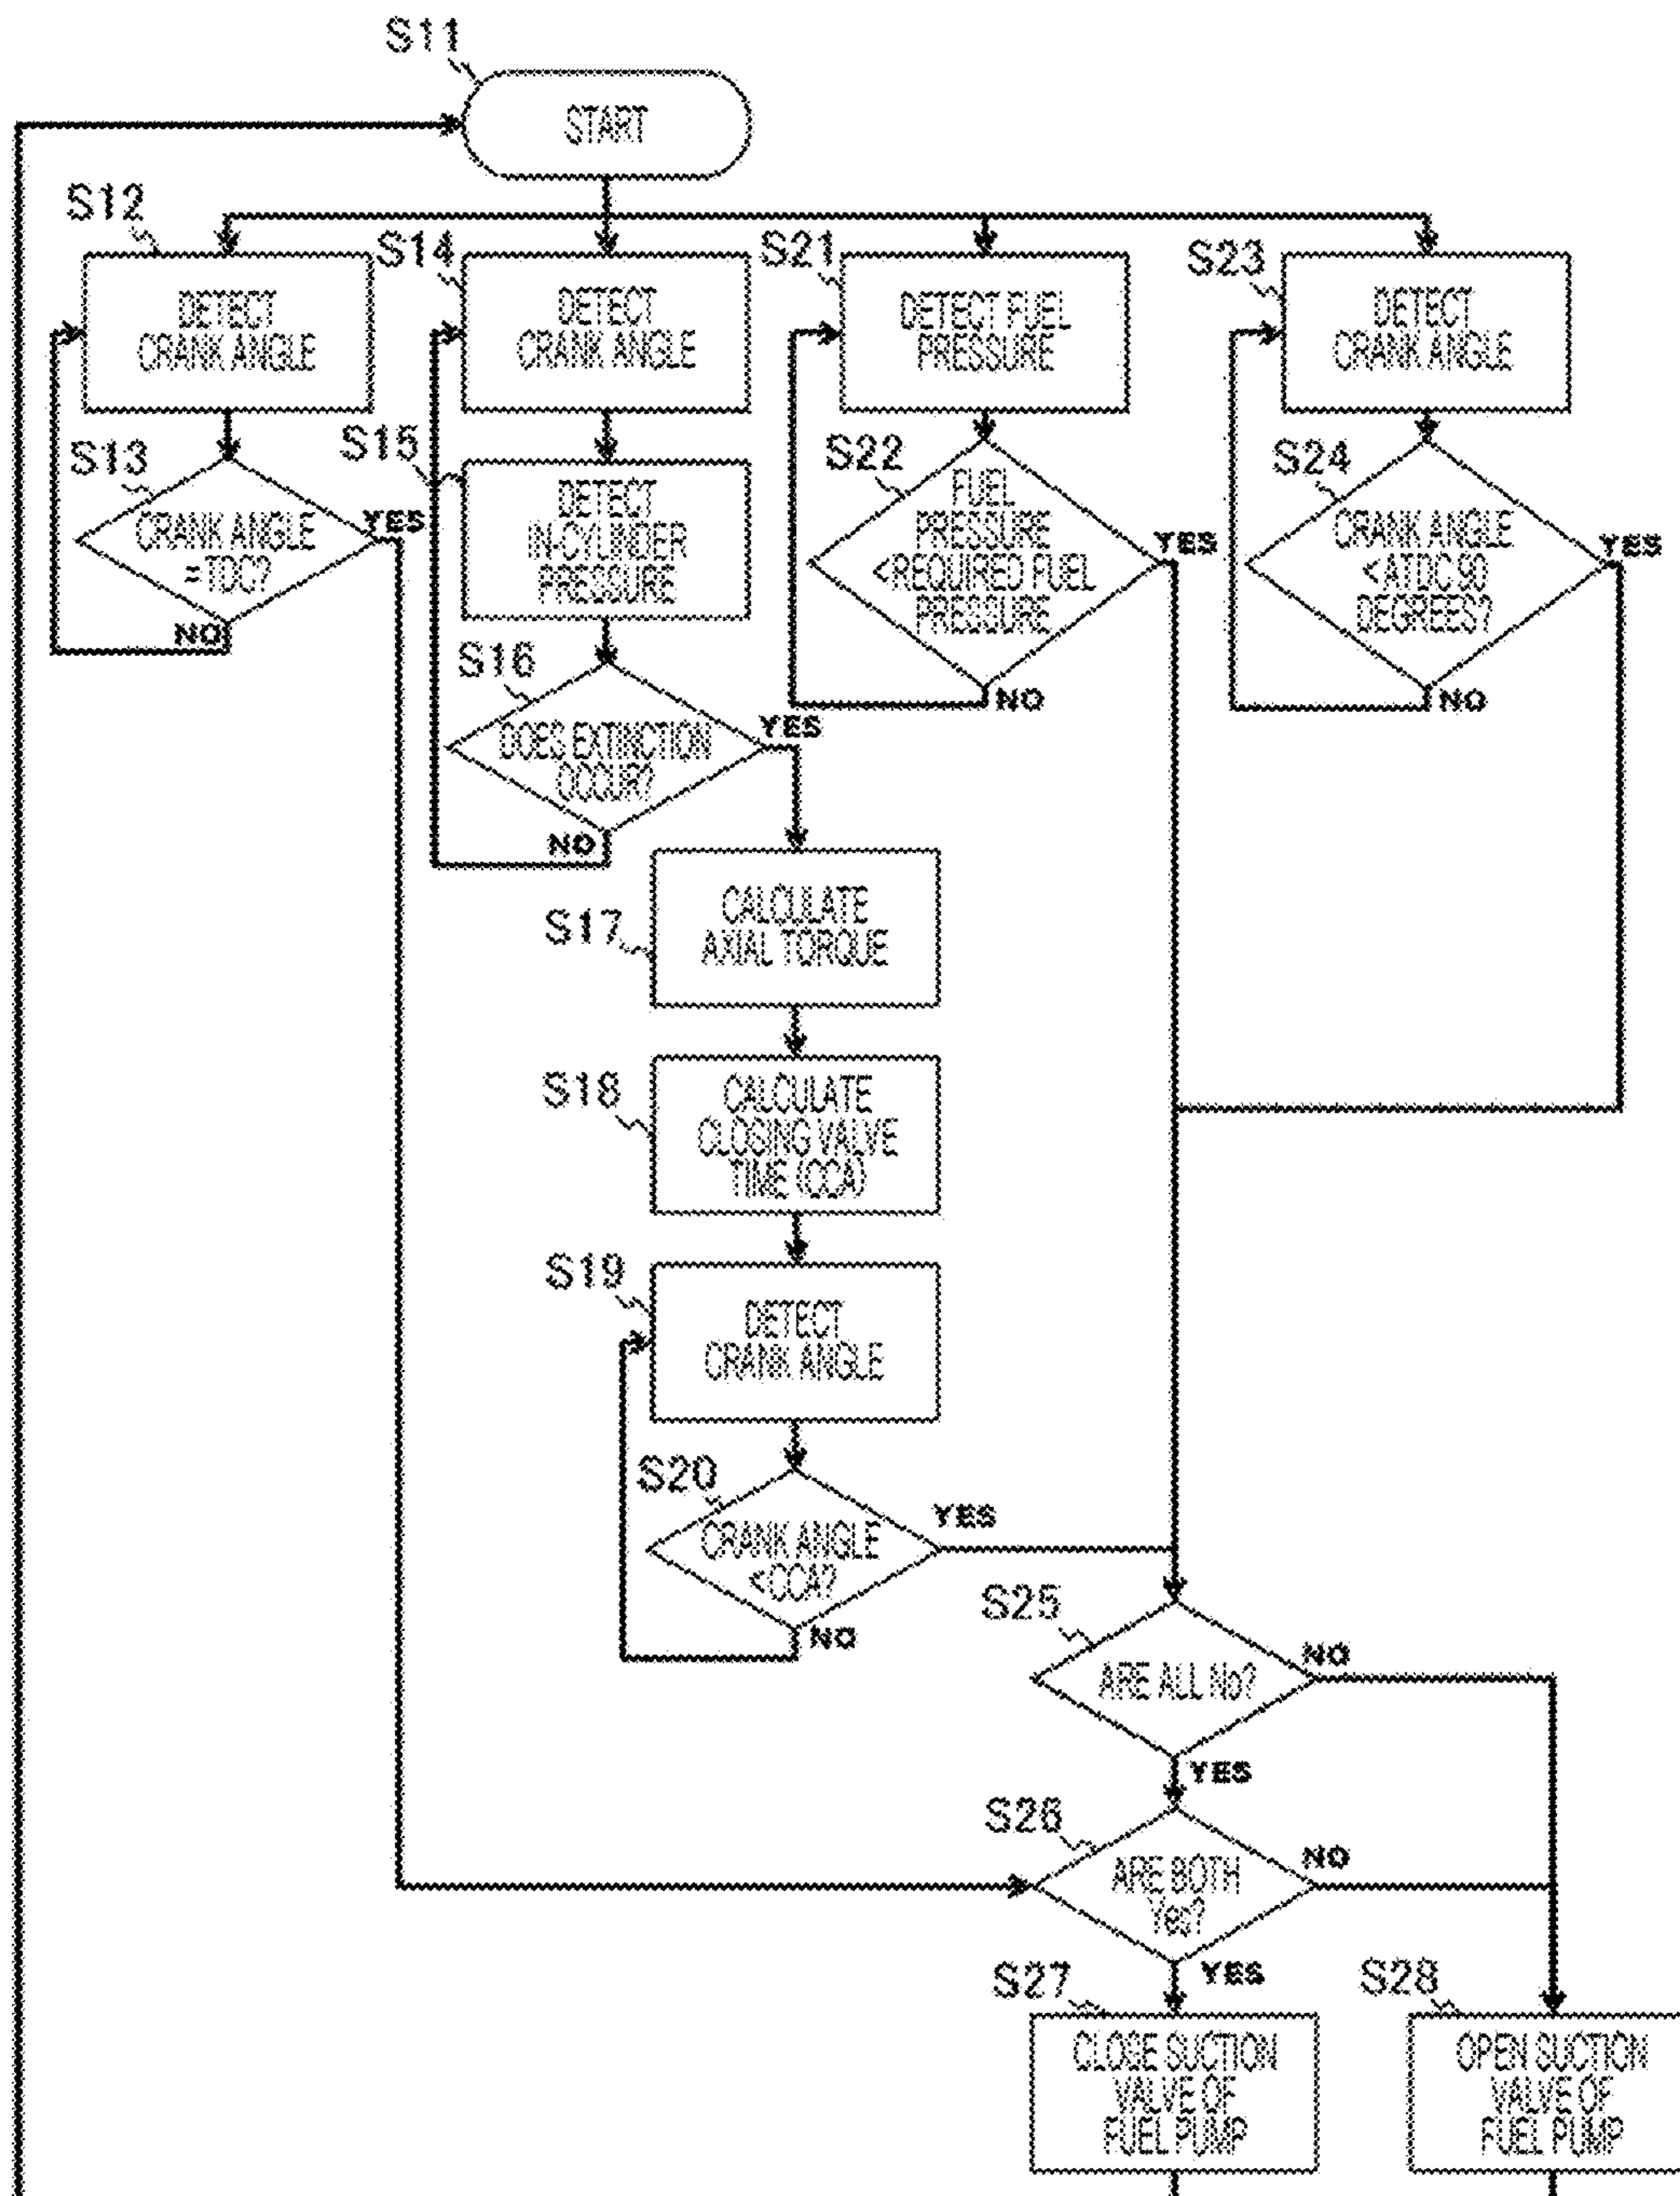 S11
START
S12
DETECT
CRANK ANGLE
S14
DETECT
CRANK ANGLE
S21
DETECT FUEL
PRESSURE
S23
DETECT
CRANK ANGLE
S13
CRANK ANGLE
=TDC?
YES
NO
S15
DETECT
IN-CYLINDER
PRESSURE
S22
FUEL
PRESSURE
<REQUIRED FUEL
PRESSURE
YES
NO
S24
CRANK ANGLE
<ATDC 90
DEGREES?
YES
NO
S16
DOES EXTINCTION
OCCUR?
YES
NO
S17
CALCULATE
AXIAL TORQUE
S18
CALCULATE
CLOSING VALVE
TIME (CCA)
S19
DETECT
CRANK ANGLE
S20
CRANK ANGLE
<CCA?
YES
NO
S25
ARE ALL No?
NO
YES
S26
ARE BOTH
Yes?
NO
YES
S27
CLOSE SUCTION
VALVE OF
FUEL PUMP
S28
OPEN SUCTION
VALVE OF
FUEL PUMP